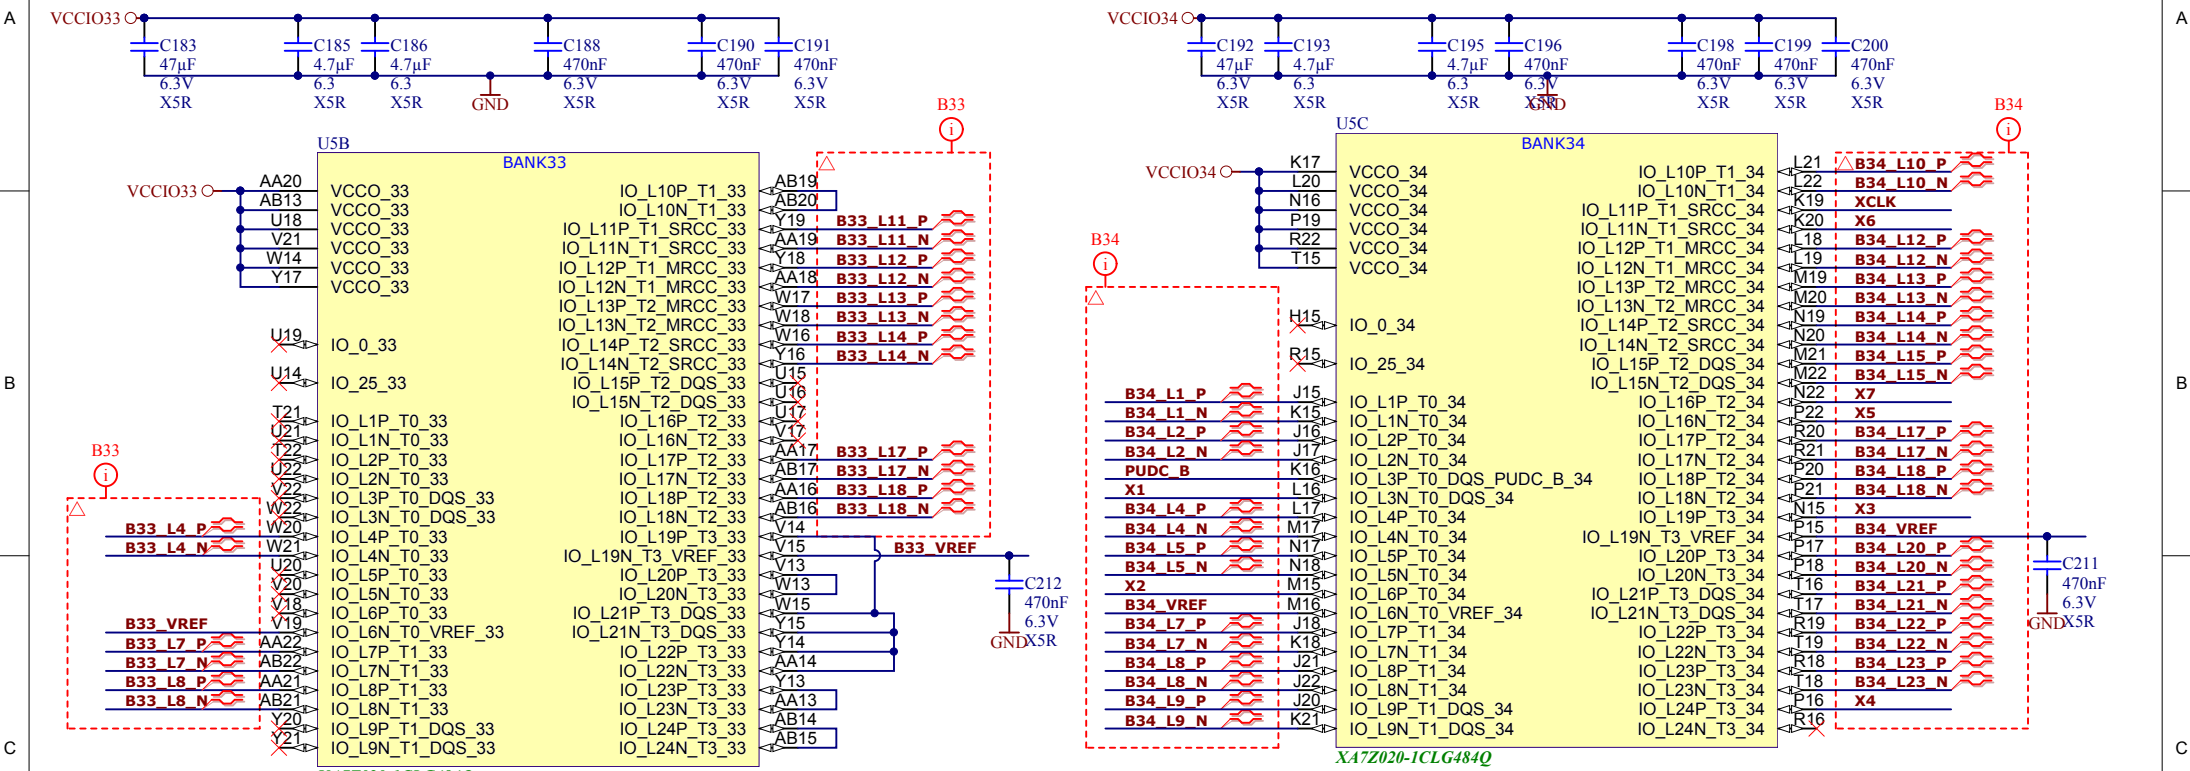 A
A
VCCIO33
C183
47µF
6.3V
X5R
C185
4.7µF
6.3
X5R
C186
4.7µF
6.3
X5R
C188
470nF
6.3V
X5R
C190
470nF
6.3V
X5R
C191
470nF
6.3V
X5R
GND
VCCIO34
C192
47µF
6.3V
X5R
C193
4.7µF
6.3
X5R
C195
4.7µF
6.3
X5R
C196
470nF
6.3V
X5R
C198
470nF
6.3V
X5R
C199
470nF
6.3V
X5R
C200
470nF
6.3V
X5R
GND
B33
i
B34
i
U5B
BANK33
VCCIO33
AA20 VCCO_33
AB13 VCCO_33
U18 VCCO_33
V21 VCCO_33
W14 VCCO_33
Y17 VCCO_33
U19 IO_0_33
U14 IO_25_33
T21 IO_L1P_T0_33
U21 IO_L1N_T0_33
T22 IO_L2P_T0_33
U22 IO_L2N_T0_33
V22 IO_L3P_T0_DQS_33
W22 IO_L3N_T0_DQS_33
B33
i
B33_L4_P W20 IO_L4P_T0_33
B33_L4_N W21 IO_L4N_T0_33
U20 IO_L5P_T0_33
V20 IO_L5N_T0_33
V18 IO_L6P_T0_33
B33_VREF V19 IO_L6N_T0_VREF_33
B33_L7_P AA22 IO_L7P_T1_33
B33_L7_N AB22 IO_L7N_T1_33
B33_L8_P AA21 IO_L8P_T1_33
B33_L8_N AB21 IO_L8N_T1_33
Y20 IO_L9P_T1_DQS_33
Y21 IO_L9N_T1_DQS_33
IO_L10P_T1_33 AB19
IO_L10N_T1_33 AB20
IO_L11P_T1_SRCC_33 Y19 B33_L11_P
IO_L11N_T1_SRCC_33 AA19 B33_L11_N
IO_L12P_T1_MRCC_33 Y18 B33_L12_P
IO_L12N_T1_MRCC_33 AA18 B33_L12_N
IO_L13P_T2_MRCC_33 W17 B33_L13_P
IO_L13N_T2_MRCC_33 W18 B33_L13_N
IO_L14P_T2_SRCC_33 W16 B33_L14_P
IO_L14N_T2_SRCC_33 Y16 B33_L14_N
IO_L15P_T2_DQS_33 U15
IO_L15N_T2_DQS_33 U16
IO_L16P_T2_33 U17
IO_L16N_T2_33 V17
IO_L17P_T2_33 AA17 B33_L17_P
IO_L17N_T2_33 AB17 B33_L17_N
IO_L18P_T2_33 AA16 B33_L18_P
IO_L18N_T2_33 AB16 B33_L18_N
IO_L19P_T3_33 V14
IO_L19N_T3_VREF_33 V15 B33_VREF
IO_L20P_T3_33 V13
IO_L20N_T3_33 W13
IO_L21P_T3_DQS_33 W15
IO_L21N_T3_DQS_33 Y15
IO_L22P_T3_33 Y14
IO_L22N_T3_33 AA14
IO_L23P_T3_33 Y13
IO_L23N_T3_33 AA13
IO_L24P_T3_33 AB14
IO_L24N_T3_33 AB15
C212
470nF
6.3V
X5R
GND
U5C
BANK34
VCCIO34
K17 VCCO_34
L20 VCCO_34
N16 VCCO_34
P19 VCCO_34
R22 VCCO_34
T15 VCCO_34
B34
i
H15 IO_0_34
R15 IO_25_34
B34_L1_P J15 IO_L1P_T0_34
B34_L1_N K15 IO_L1N_T0_34
B34_L2_P J16 IO_L2P_T0_34
B34_L2_N J17 IO_L2N_T0_34
PUDC_B K16 IO_L3P_T0_DQS_PUDC_B_34
X1 L16 IO_L3N_T0_DQS_34
B34_L4_P L17 IO_L4P_T0_34
B34_L4_N M17 IO_L4N_T0_34
B34_L5_P N17 IO_L5P_T0_34
B34_L5_N N18 IO_L5N_T0_34
X2 M15 IO_L6P_T0_34
B34_VREF M16 IO_L6N_T0_VREF_34
B34_L7_P J18 IO_L7P_T1_34
B34_L7_N K18 IO_L7N_T1_34
B34_L8_P J21 IO_L8P_T1_34
B34_L8_N J22 IO_L8N_T1_34
B34_L9_P J20 IO_L9P_T1_DQS_34
B34_L9_N K21 IO_L9N_T1_DQS_34
IO_L10P_T1_34 L21 B34_L10_P
IO_L10N_T1_34 L22 B34_L10_N
IO_L11P_T1_SRCC_34 K19 XCLK
IO_L11N_T1_SRCC_34 K20 X6
IO_L12P_T1_MRCC_34 L18 B34_L12_P
IO_L12N_T1_MRCC_34 L19 B34_L12_N
IO_L13P_T2_MRCC_34 M19 B34_L13_P
IO_L13N_T2_MRCC_34 M20 B34_L13_N
IO_L14P_T2_SRCC_34 N19 B34_L14_P
IO_L14N_T2_SRCC_34 N20 B34_L14_N
IO_L15P_T2_DQS_34 M21 B34_L15_P
IO_L15N_T2_DQS_34 M22 B34_L15_N
IO_L16P_T2_34 N22 X7
IO_L16N_T2_34 P22 X5
IO_L17P_T2_34 R20 B34_L17_P
IO_L17N_T2_34 R21 B34_L17_N
IO_L18P_T2_34 P20 B34_L18_P
IO_L18N_T2_34 P21 B34_L18_N
IO_L19P_T3_34 N15 X3
IO_L19N_T3_VREF_34 P15 B34_VREF
IO_L20P_T3_34 P17 B34_L20_P
IO_L20N_T3_34 P18 B34_L20_N
IO_L21P_T3_DQS_34 T16 B34_L21_P
IO_L21N_T3_DQS_34 T17 B34_L21_N
IO_L22P_T3_34 R19 B34_L22_P
IO_L22N_T3_34 T19 B34_L22_N
IO_L23P_T3_34 R18 B34_L23_P
IO_L23N_T3_34 T18 B34_L23_N
IO_L24P_T3_34 P16 X4
IO_L24N_T3_34 R16
C211
470nF
6.3V
X5R
GND
XA7Z020-1CLG484Q
B
B
C
C